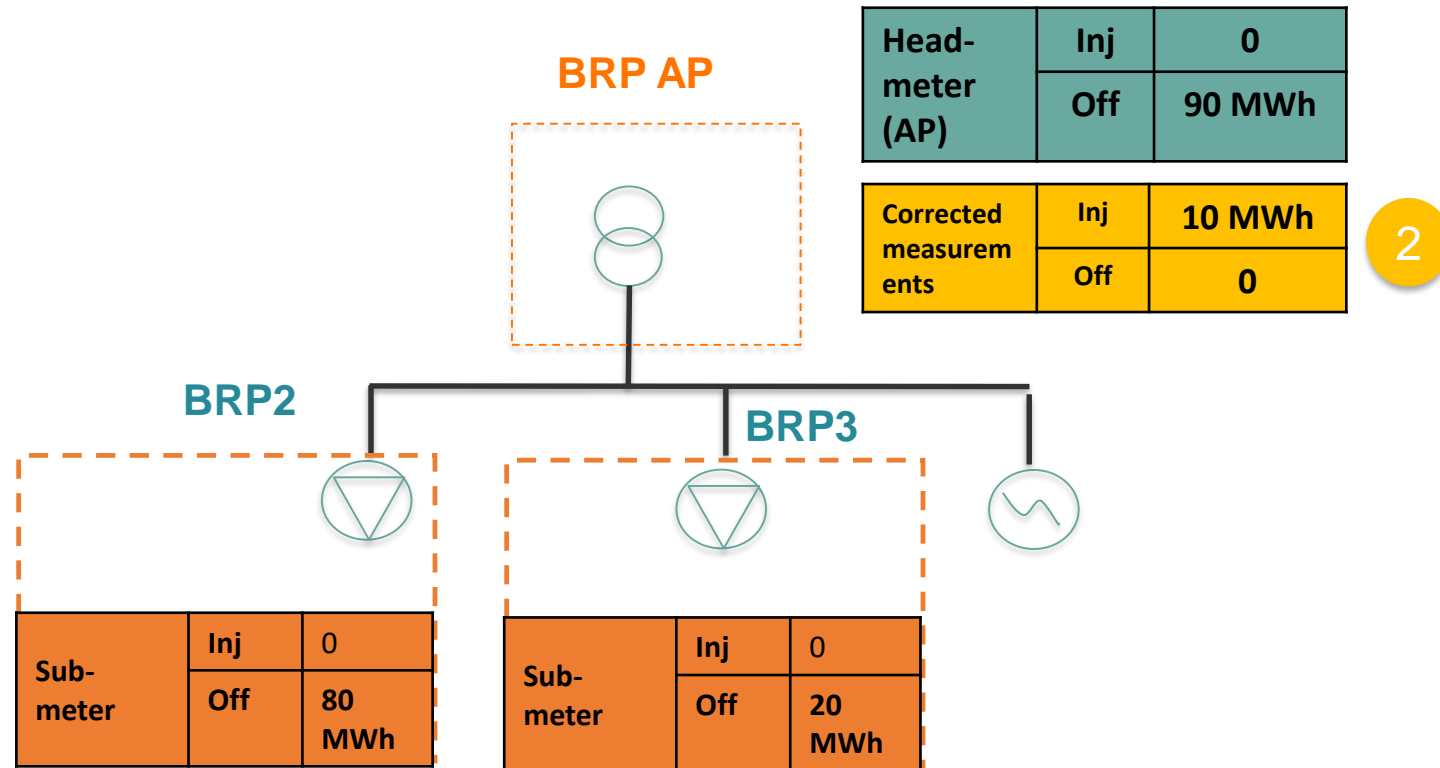 BRP AP
Head-
meter
(AP)
Inj
0
Off
90 MWh
Corrected
measurem
ents
Inj
10 MWh
Off
0
2
BRP2
BRP3
Sub-
meter
Inj
0
Off
80
MWh
Sub-
meter
Inj
0
Off
20
MWh